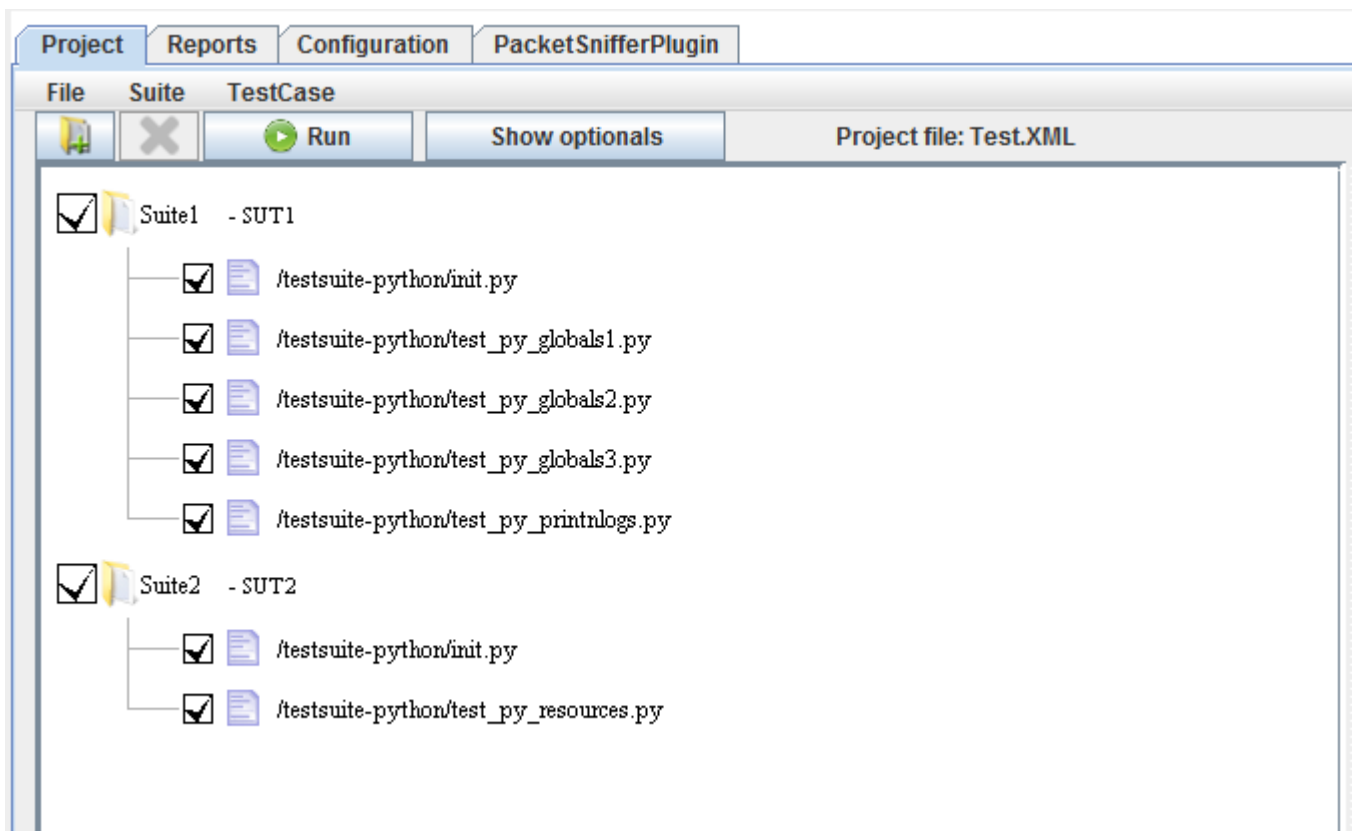 Project Reports Configuration PacketSnifferPlugin
File Suite TestCase
Run Show optionals Project file: Test.XML
Suite1 - SUT1
/testsuite-python/init.py
/testsuite-python/test_py_globals1.py
/testsuite-python/test_py_globals2.py
/testsuite-python/test_py_globals3.py
/testsuite-python/test_py_printnlogs.py
Suite2 - SUT2
/testsuite-python/init.py
/testsuite-python/test_py_resources.py